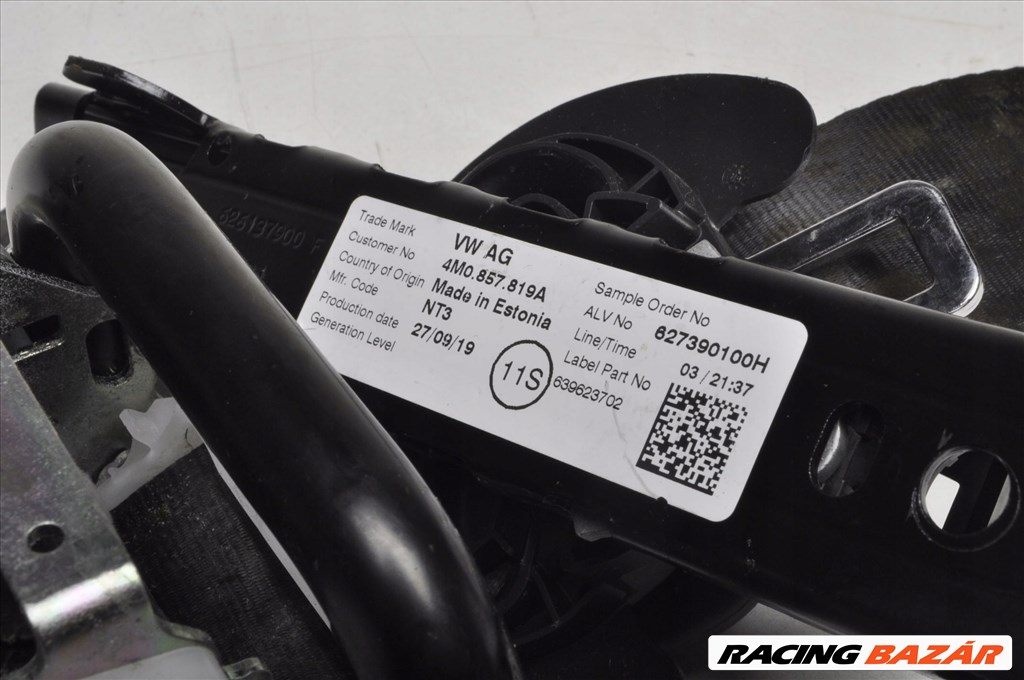 Trade Mark VW AG
Customer No 4M0.857.819A
Country of Origin Made in Estonia
Mfr. Code NT3
Production date 27/09/19
Generation Level 11S
Sample Order No
ALV No 627390100H
Line/Time 03 / 21:37
Label Part No 639623702
RACING BAZÁR